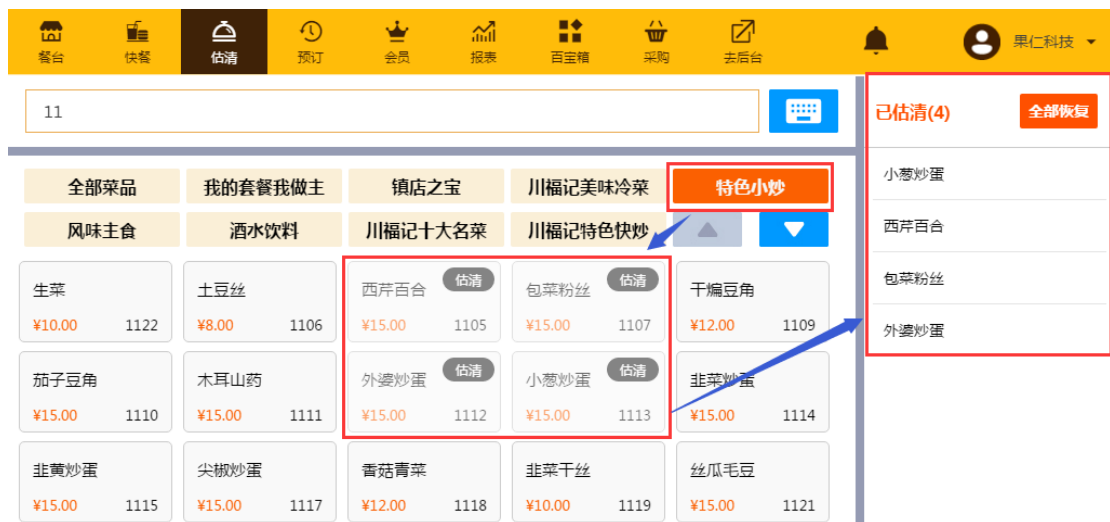 餐台 快餐 估清 预订 会员 报表 百宝箱 采购 去后台 果仁科技
11
已估清(4) 全部恢复
小葱炒蛋
西芹百合
包菜粉丝
外婆炒蛋
全部菜品 我的套餐我做主 镇店之宝 川福记美味冷菜 特色小炒
风味主食 酒水饮料 川福记十大名菜 川福记特色快炒
生菜 土豆丝 西芹百合 估清 包菜粉丝 估清 干煸豆角
¥10.00 1122 ¥8.00 1106 ¥15.00 1105 ¥15.00 1107 ¥12.00 1109
茄子豆角 木耳山药 外婆炒蛋 估清 小葱炒蛋 估清 韭菜炒蛋
¥15.00 1110 ¥15.00 1111 ¥15.00 1112 ¥15.00 1113 ¥15.00 1114
韭黄炒蛋 尖椒炒蛋 香菇青菜 韭菜干丝 丝瓜毛豆
¥15.00 1115 ¥15.00 1117 ¥12.00 1118 ¥10.00 1119 ¥15.00 1121